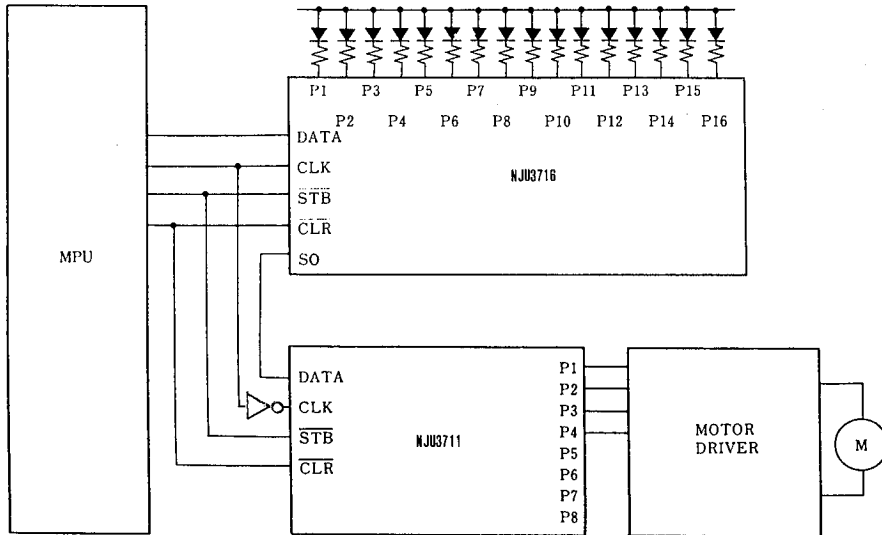 P1 P3 P5 P7 P9 P11 P13 P15
P2 P4 P6 P8 P10 P12 P14 P16
DATA
CLK
STB
CLR
SO
NJU3716
MPU
DATA
CLK
STB
CLR
NJU3711
P1
P2
P3
P4
P5
P6
P7
P8
MOTOR
DRIVER
M